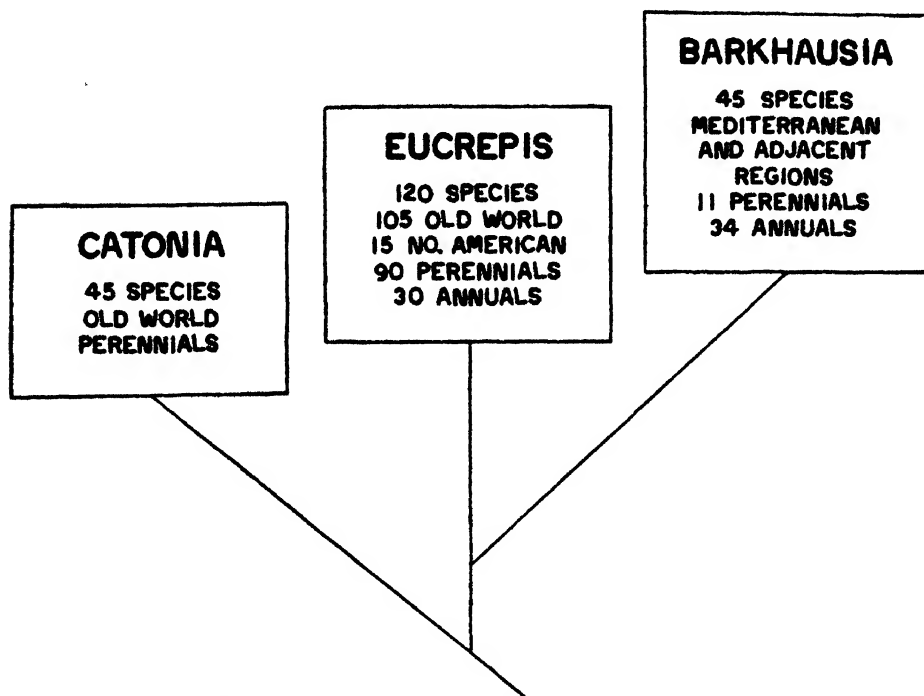 CATONIA
45 SPECIES
OLD WORLD
PERENNIALS
EUCREPIS
120 SPECIES
105 OLD WORLD
15 NO. AMERICAN
90 PERENNIALS
30 ANNUALS
BARKHAUSIA
45 SPECIES
MEDITERRANEAN
AND ADJACENT
REGIONS
11 PERENNIALS
34 ANNUALS